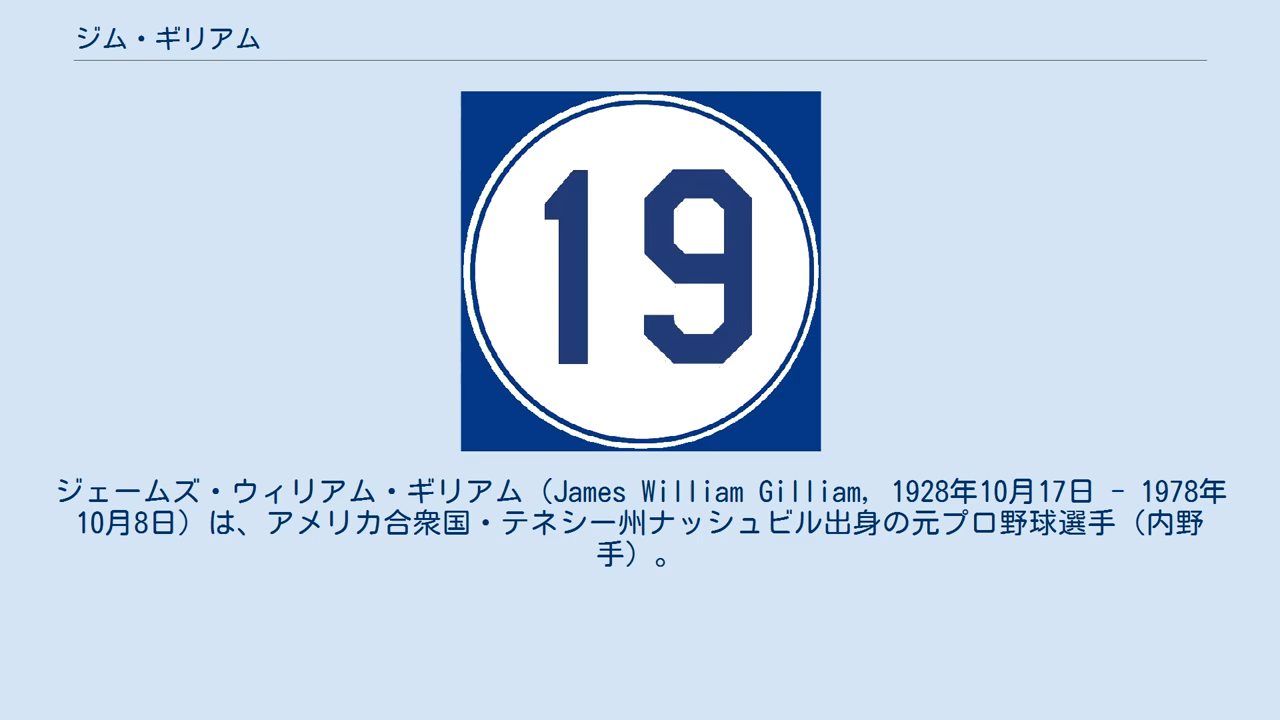 ジム・ギリアム
19
ジェームズ・ウィリアム・ギリアム（James William Gilliam, 1928年10月17日 - 1978年
10月8日）は、アメリカ合衆国・テネシー州ナッシュビル出身の元プロ野球選手（内野
手）。